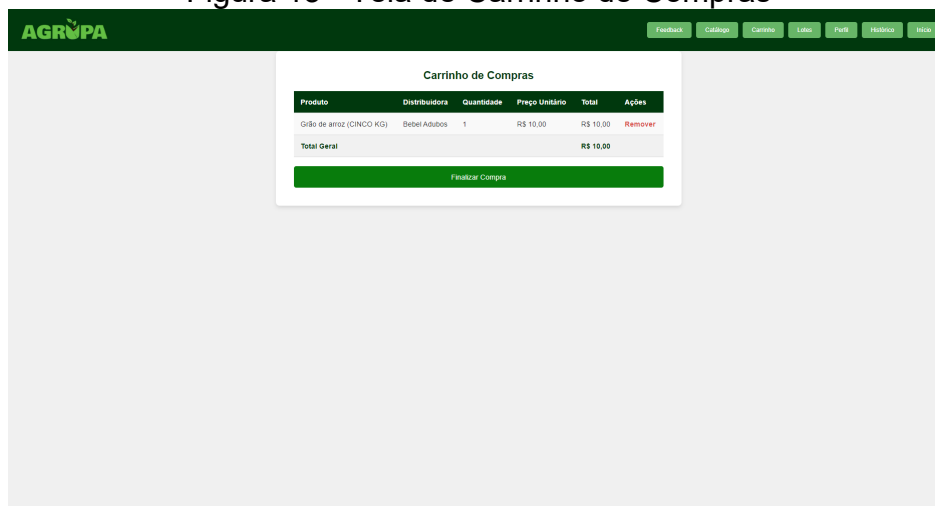 AGRUPA
Feedback Catálogo Carrinho Lotes Perfil Histórico Início
Carrinho de Compras
Produto Distribuidora Quantidade Preço Unitário Total Ações
Grão de arroz (CINCO KG) Bebel Adubos 1 R$ 10,00 R$ 10,00 Remover
Total Geral R$ 10,00
Finalizar Compra